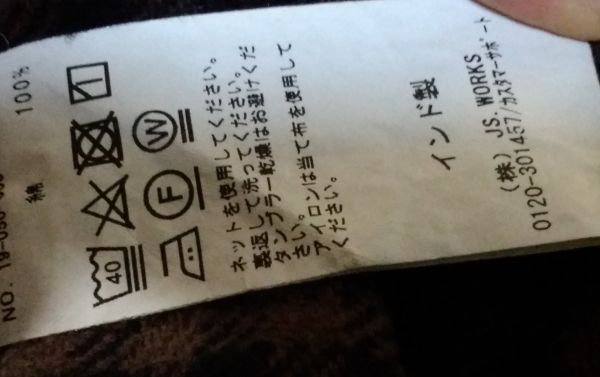 綿 100%
40
F W
ネットを使用してください。
裏返して洗ってください。
タンブラー乾燥はお避けくだ
さい。
アイロンは当て布を使用して
ください。
インド製
(株) JS.WORKS
0120-301457/カスタマーサポート